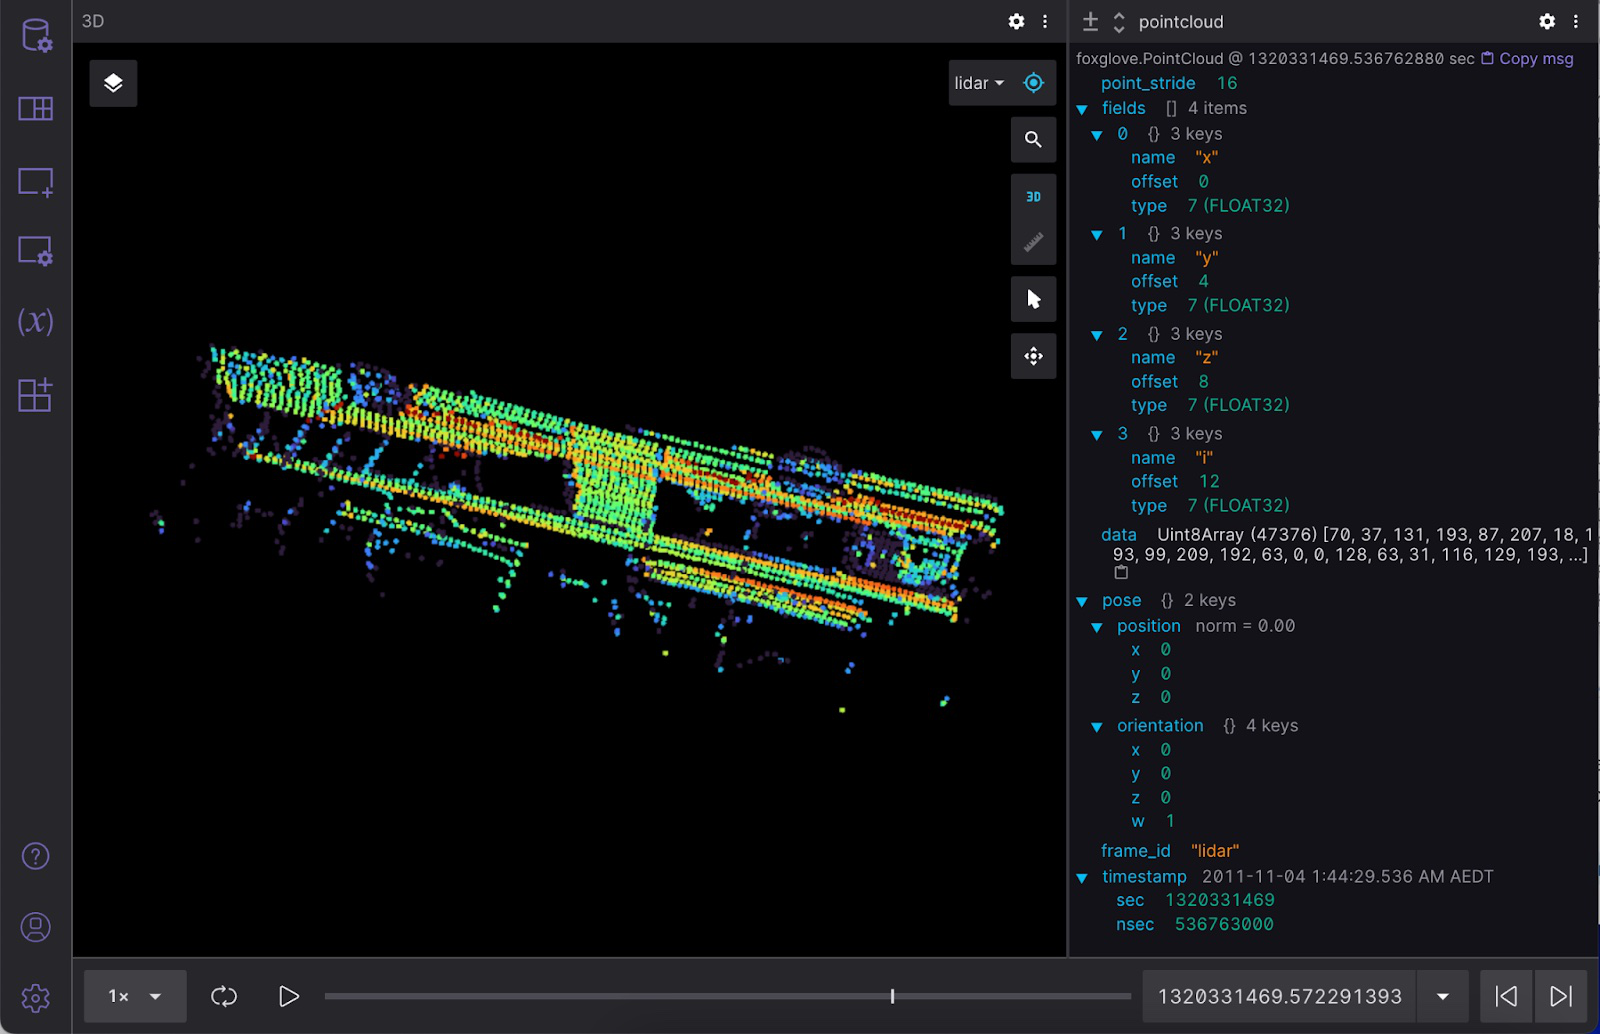 3D
lidar
3D
pointcloud
foxglove.PointCloud @ 1320331469.536762880 sec Copy msg
point_stride 16
fields [] 4 items
0 {} 3 keys
name "x"
offset 0
type 7 (FLOAT32)
1 {} 3 keys
name "y"
offset 4
type 7 (FLOAT32)
2 {} 3 keys
name "z"
offset 8
type 7 (FLOAT32)
3 {} 3 keys
name "i"
offset 12
type 7 (FLOAT32)
data Uint8Array (47376) [70, 37, 131, 193, 87, 207, 18, 1
93, 99, 209, 192, 63, 0, 0, 128, 63, 31, 116, 129, 193, ...]
pose {} 2 keys
position norm = 0.00
x 0
y 0
z 0
orientation {} 4 keys
x 0
y 0
z 0
w 1
frame_id "lidar"
timestamp 2011-11-04 1:44:29.536 AM AEDT
sec 1320331469
nsec 536763000
(x)
?
1×
1320331469.572291393